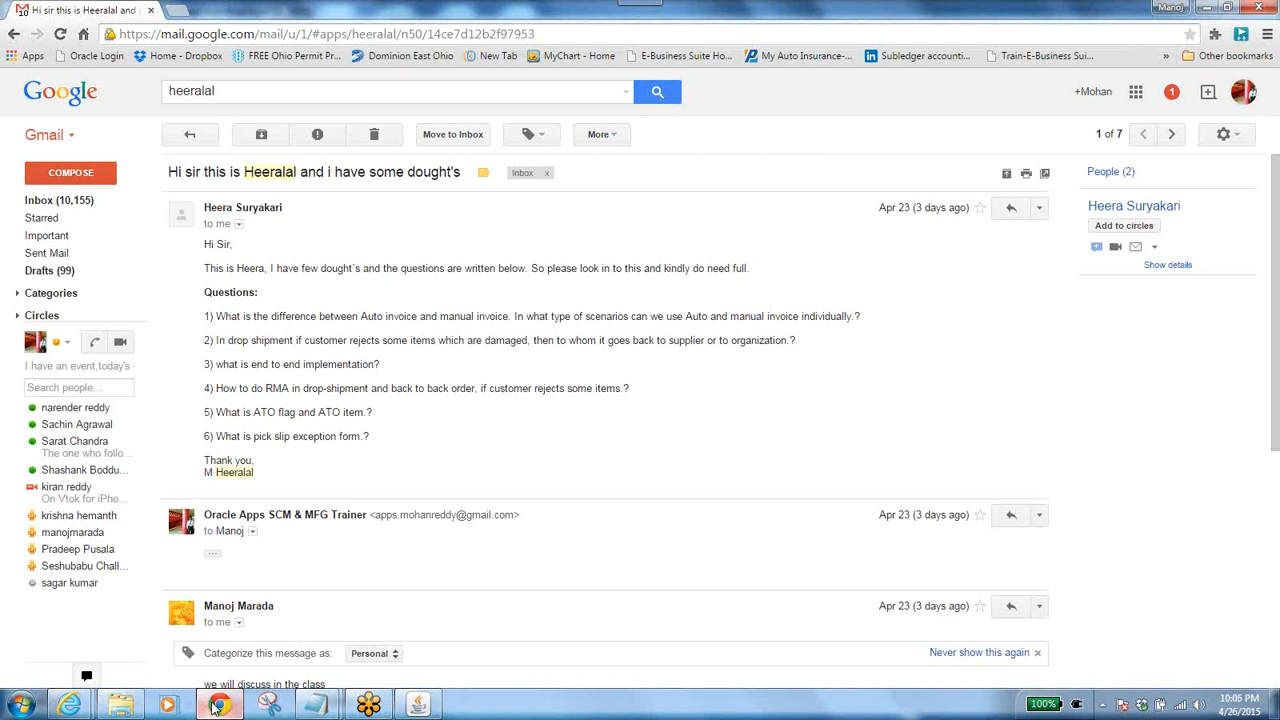 Hi sir this is Heeralal and
Manoj
https://mail.google.com/mail/u/1/#apps/heeralal/n50/14ce7d12b2f97953
Apps
Oracle Login
Home · Dropbox
FREE Ohio Permit Pr...
Dominion East Ohio
New Tab
MyChart - Home
E-Business Suite Ho...
My Auto Insurance-...
Subledger accounti...
Train-E-Business Sui...
»
Other bookmarks
Google
heeralal
+Mohan
1
Gmail
Move to Inbox
More
1 of 7
COMPOSE
Inbox (10,155)
Starred
Important
Sent Mail
Drafts (99)
Categories
Circles
I have an event,today's
Search people...
narender reddy
Sachin Agrawal
Sarat Chandra
The one who follo...
Shashank Boddu...
kiran reddy
On Vtok for iPho...
krishna hemanth
manojmarada
Pradeep Pusala
Seshubabu Chall...
sagar kumar
Hi sir this is Heeralal and i have some dought's
Inbox x
Heera Suryakari
Apr 23 (3 days ago)
to me
Hi Sir,
This is Heera, I have few dought`s and the questions are written below. So please look in to this and kindly do need full.
Questions:
1) What is the difference between Auto invoice and manual invoice. In what type of scenarios can we use Auto and manual invoice individually.?
2) In drop shipment if customer rejects some items which are damaged, then to whom it goes back to supplier or to organization.?
3) what is end to end implementation?
4) How to do RMA in drop-shipment and back to back order, if customer rejects some items.?
5) What is ATO flag and ATO item.?
6) What is pick slip exception form.?
Thank you,
M Heeralal
Oracle Apps SCM & MFG Trainer <apps.mohanreddy@gmail.com>
Apr 23 (3 days ago)
to Manoj
...
Manoj Marada
Apr 23 (3 days ago)
to me
Categorize this message as:
Personal
Never show this again x
we will discuss in the class
People (2)
Heera Suryakari
Add to circles
Show details
100%
10:05 PM
4/26/2015